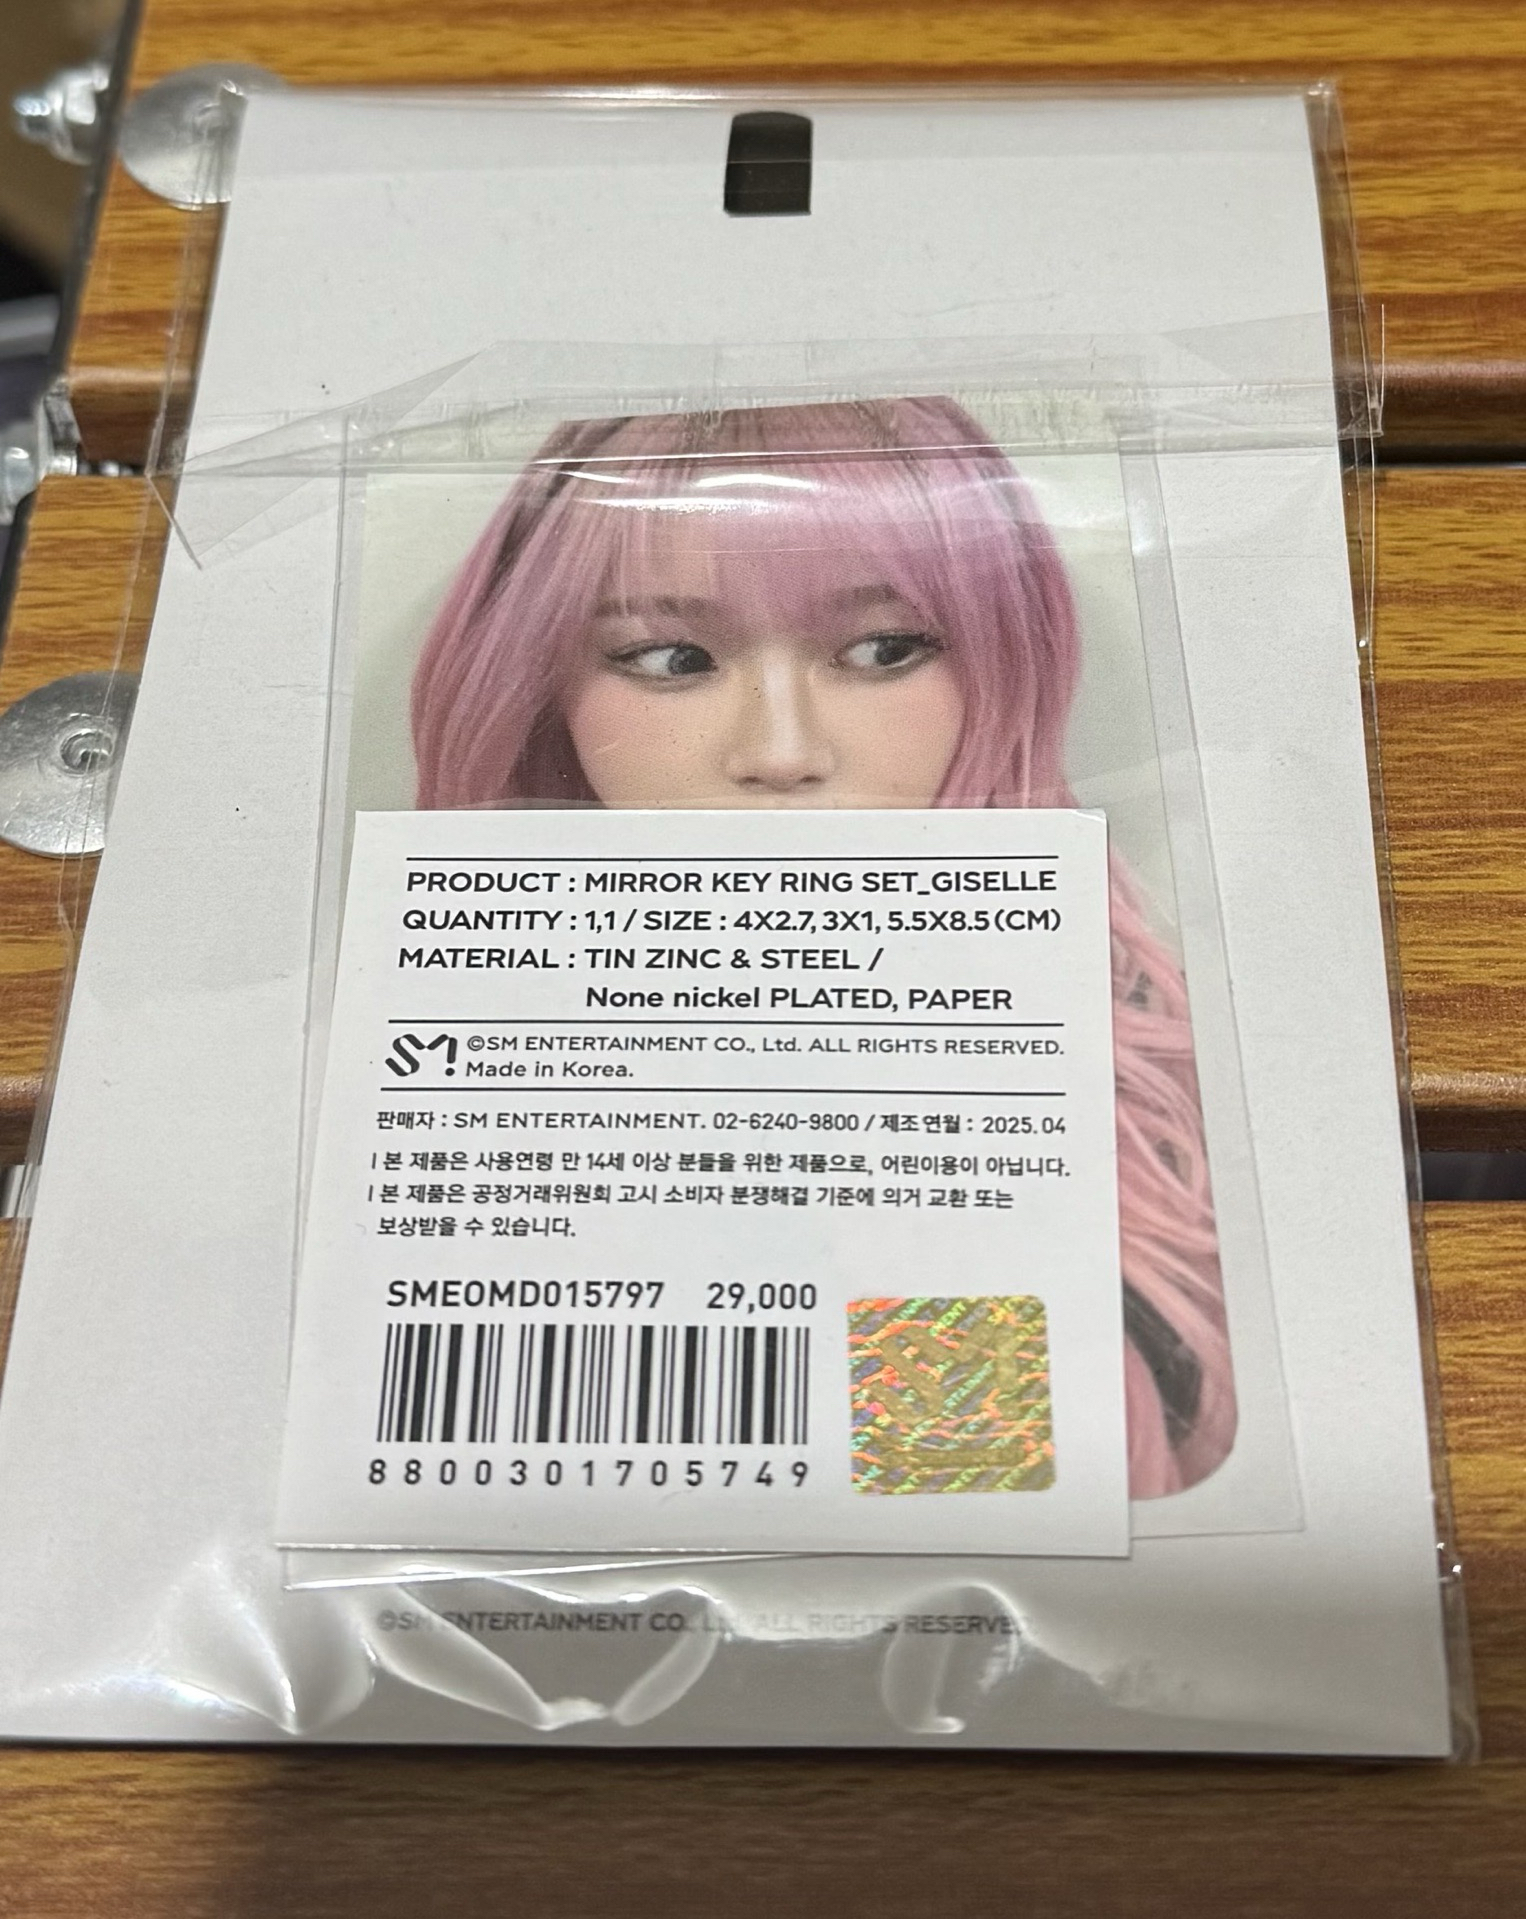 PRODUCT : MIRROR KEY RING SET_GISELLE
QUANTITY : 1,1 / SIZE : 4X2.7, 3X1, 5.5X8.5(CM)
MATERIAL : TIN ZINC & STEEL /
None nickel PLATED, PAPER
SM! ©SM ENTERTAINMENT CO., Ltd. ALL RIGHTS RESERVED.
Made in Korea.
판매자 : SM ENTERTAINMENT. 02-6240-9800 / 제조연월 : 2025.04
| 본 제품은 사용연령 만 14세 이상 분들을 위한 제품으로, 어린이용이 아닙니다.
| 본 제품은 공정거래위원회 고시 소비자 분쟁해결 기준에 의거 교환 또는
보상받을 수 있습니다.
SMEOMD015797 29,000
8800301705749
©SM ENTERTAINMENT CO. ALL RIGHTS